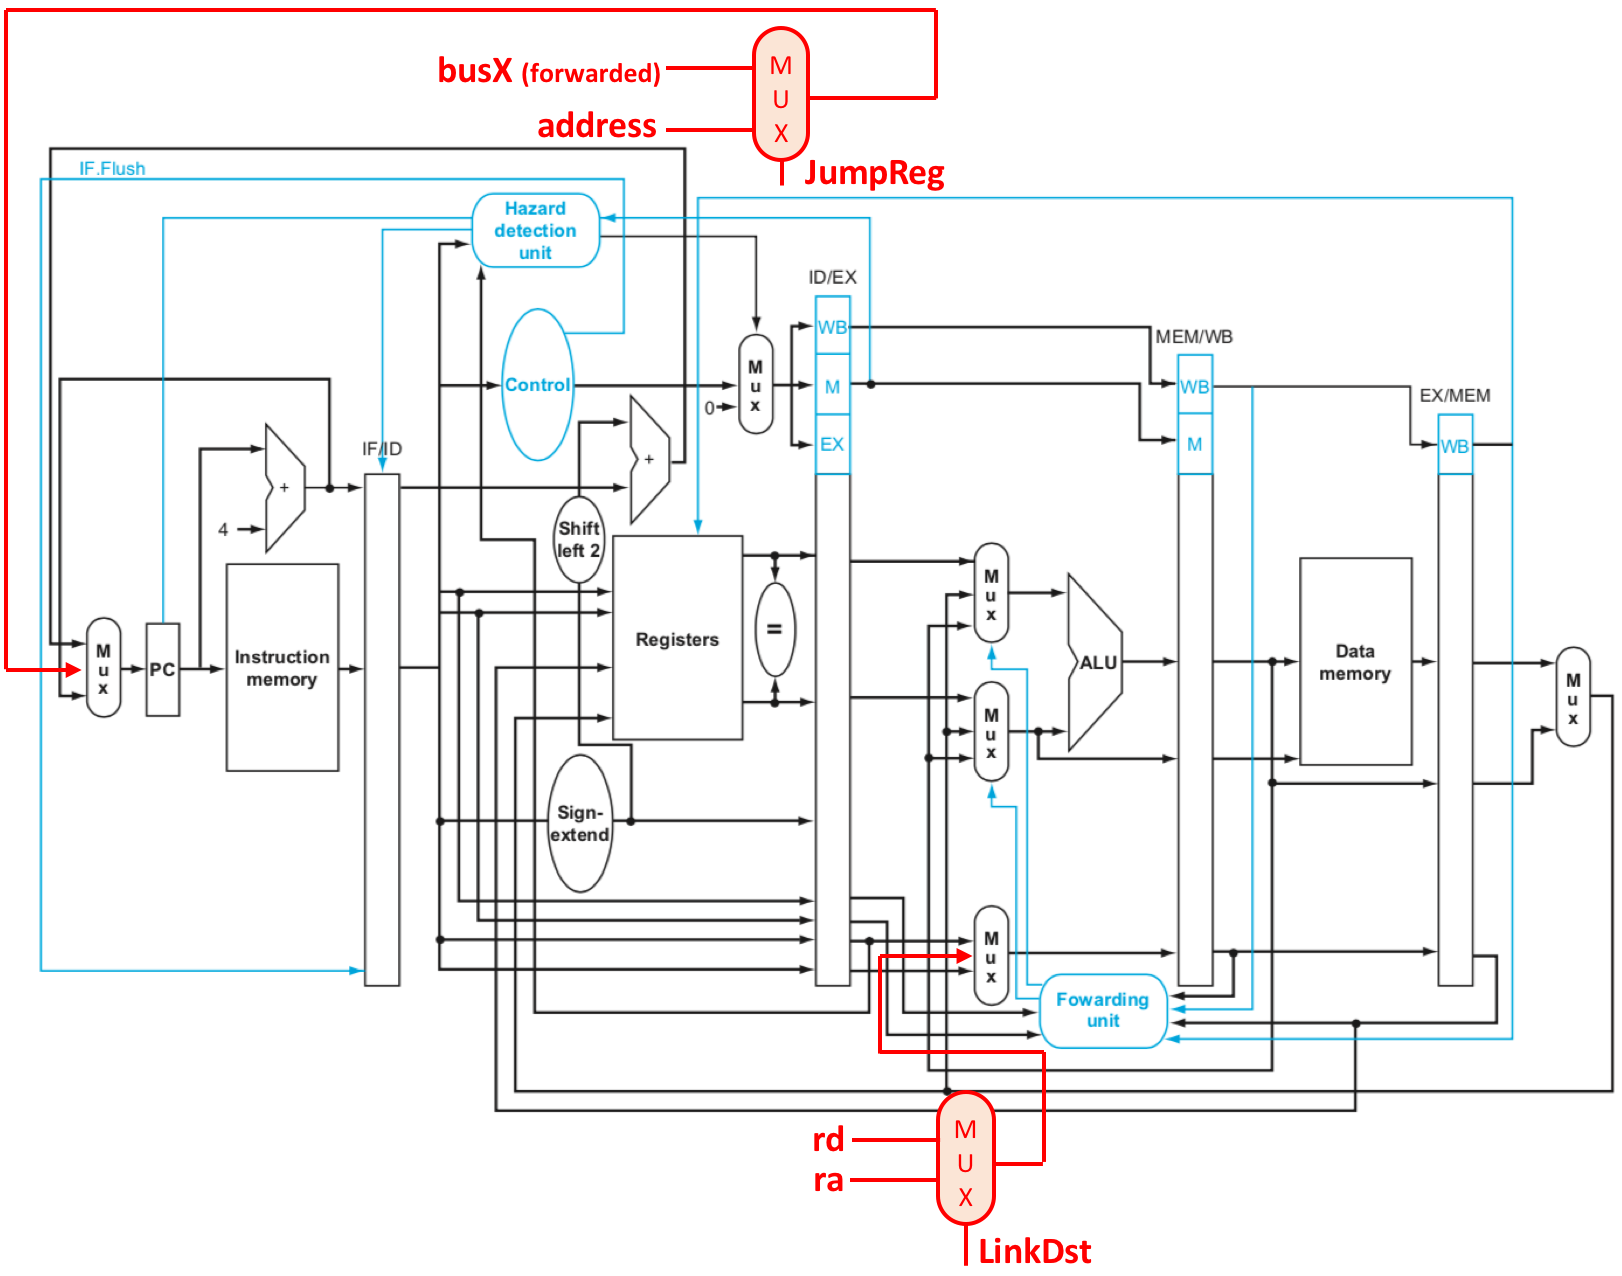 busX (forwarded)
address
M
U
X
JumpReg
IF.Flush
Hazard
detection
unit
ID/EX
WB
M
EX
MEM/WB
WB
M
EX/MEM
WB
Control
M
u
x
0
IF/ID
+
4
+
Shift
left 2
M
u
x
PC
Instruction
memory
Registers
=
M
u
x
M
u
x
ALU
Data
memory
M
u
x
Sign-
extend
M
u
x
Fowarding
unit
rd
ra
M
U
X
LinkDst